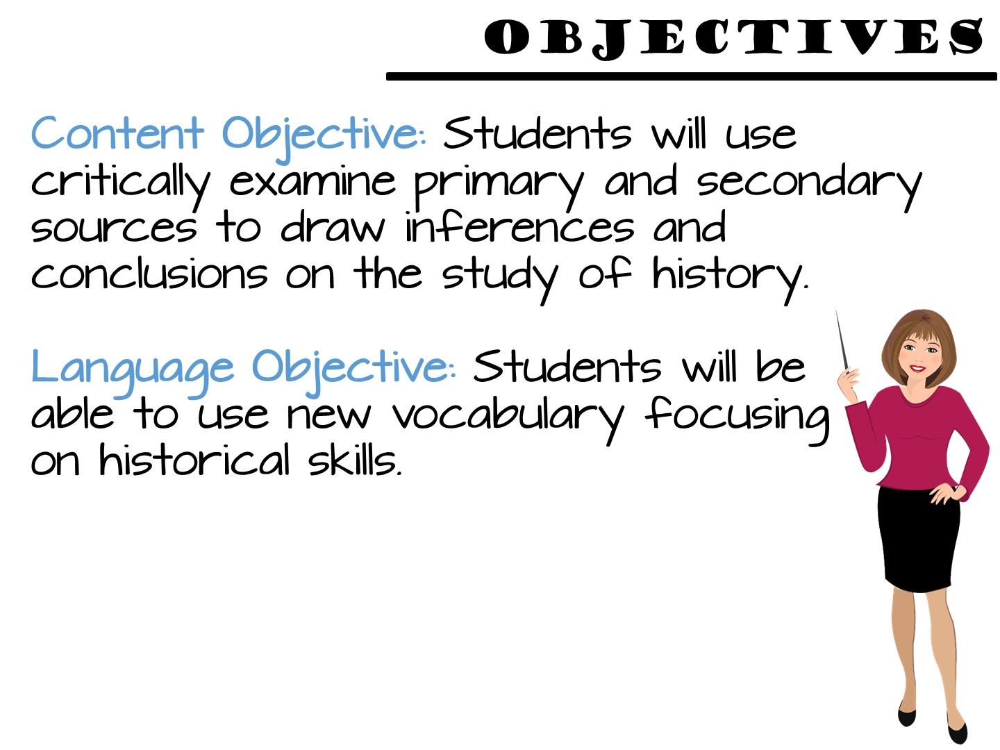 OBJECTIVES
Content Objective: Students will use
critically examine primary and secondary
sources to draw inferences and
conclusions on the study of history.
Language Objective: Students will be
able to use new vocabulary focusing
on historical skills.